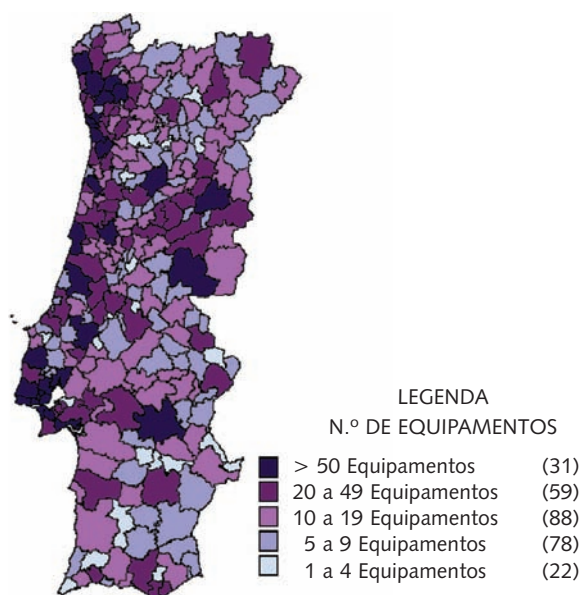 LEGENDA
N.º DE EQUIPAMENTOS
> 50 Equipamentos (31)
20 a 49 Equipamentos (59)
10 a 19 Equipamentos (88)
5 a 9 Equipamentos (78)
1 a 4 Equipamentos (22)